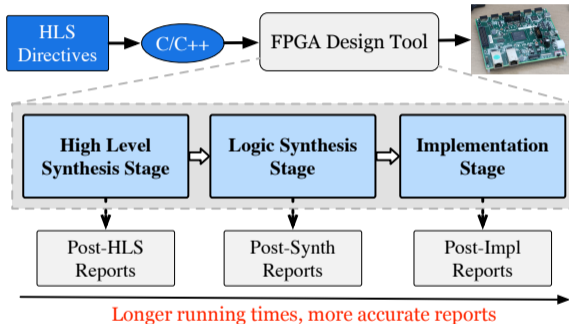 HLS
Directives
C/C++
FPGA Design Tool
High Level
Synthesis Stage
Logic Synthesis
Stage
Implementation
Stage
Post-HLS
Reports
Post-Synth
Reports
Post-Impl
Reports
Longer running times, more accurate reports